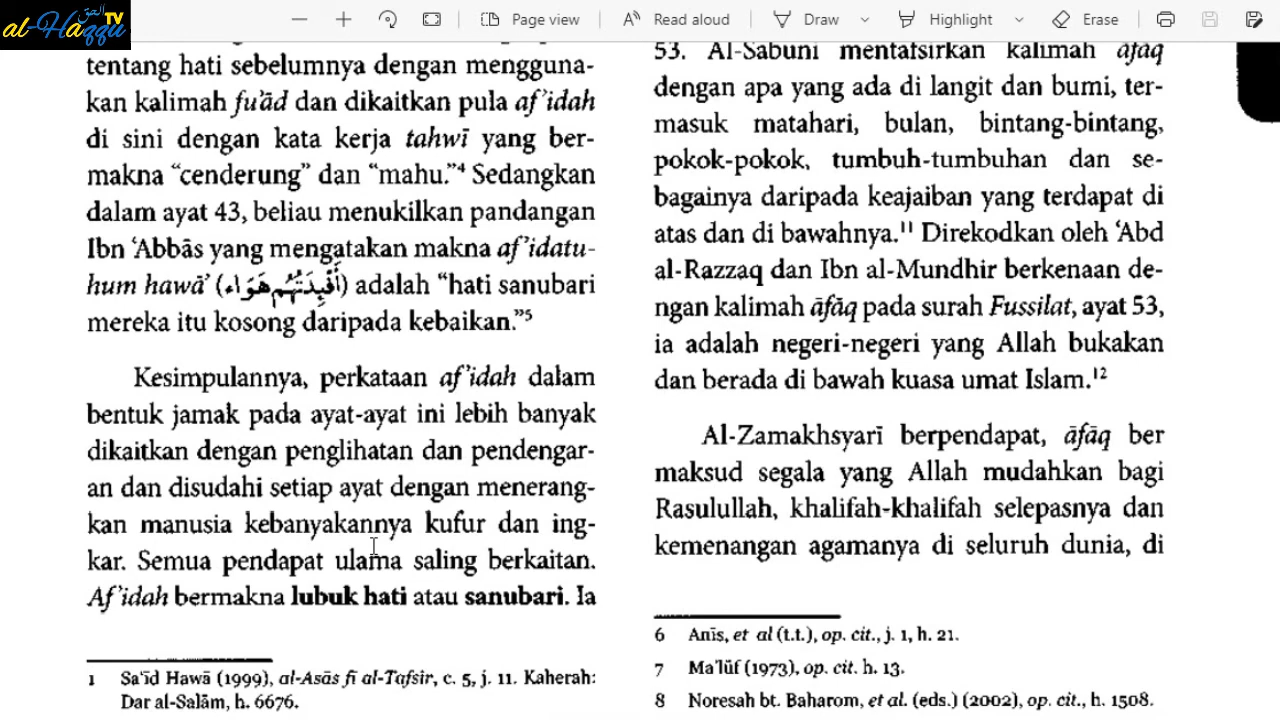 الحق
al-Haqqu TV
Page view
Read aloud
Draw
Highlight
Erase
tentang hati sebelumnya dengan mengguna-
kan kalimah fu'ād dan dikaitkan pula af'idah
di sini dengan kata kerja tahwī yang ber-
makna “cenderung” dan “mahu.”⁴ Sedangkan
dalam ayat 43, beliau menukilkan pandangan
Ibn ‘Abbās yang mengatakan makna af'idatu-
hum hawā’ (أَفْئِدَتُهُمْ هَوَاء) adalah “hati sanubari
mereka itu kosong daripada kebaikan.”⁵
Kesimpulannya, perkataan af'idah dalam
bentuk jamak pada ayat-ayat ini lebih banyak
dikaitkan dengan penglihatan dan pendengar-
an dan disudahi setiap ayat dengan menerang-
kan manusia kebanyakannya kufur dan ing-
kar. Semua pendapat ulama saling berkaitan.
Af'idah bermakna lubuk hati atau sanubari. Ia
1 Sa‘īd Hawā (1999), al-Asās fī al-Tafsīr, c. 5, j. 11. Kaherah:
Dar al-Salām, h. 6676.
53. Al-Sabuni mentafsirkan kalimah āfāq
dengan apa yang ada di langit dan bumi, ter-
masuk matahari, bulan, bintang-bintang,
pokok-pokok, tumbuh-tumbuhan dan se-
bagainya daripada keajaiban yang terdapat di
atas dan di bawahnya.¹¹ Direkodkan oleh ‘Abd
al-Razzaq dan Ibn al-Mundhir berkenaan de-
ngan kalimah āfāq pada surah Fussilat, ayat 53,
ia adalah negeri-negeri yang Allah bukakan
dan berada di bawah kuasa umat Islam.¹²
Al-Zamakhsyarī berpendapat, āfāq ber
maksud segala yang Allah mudahkan bagi
Rasulullah, khalifah-khalifah selepasnya dan
kemenangan agamanya di seluruh dunia, di
6 Anīs, et al (t.t.), op. cit., j. 1, h. 21.
7 Ma‘lūf (1973), op. cit. h. 13.
8 Noresah bt. Baharom, et al. (eds.) (2002), op. cit., h. 1508.